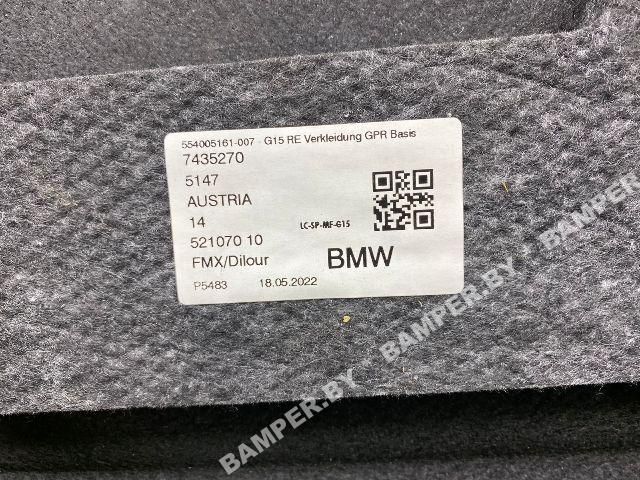 554005161-007 - G15 RE Verkleidung GPR Basis
7435270
5147
AUSTRIA
14
LC-SP-MF-G15
521070 10
BMW
FMX/Dilour
P5483 18.05.2022
BAMPER.BY * BAMPER.BY * BAMPER.BY